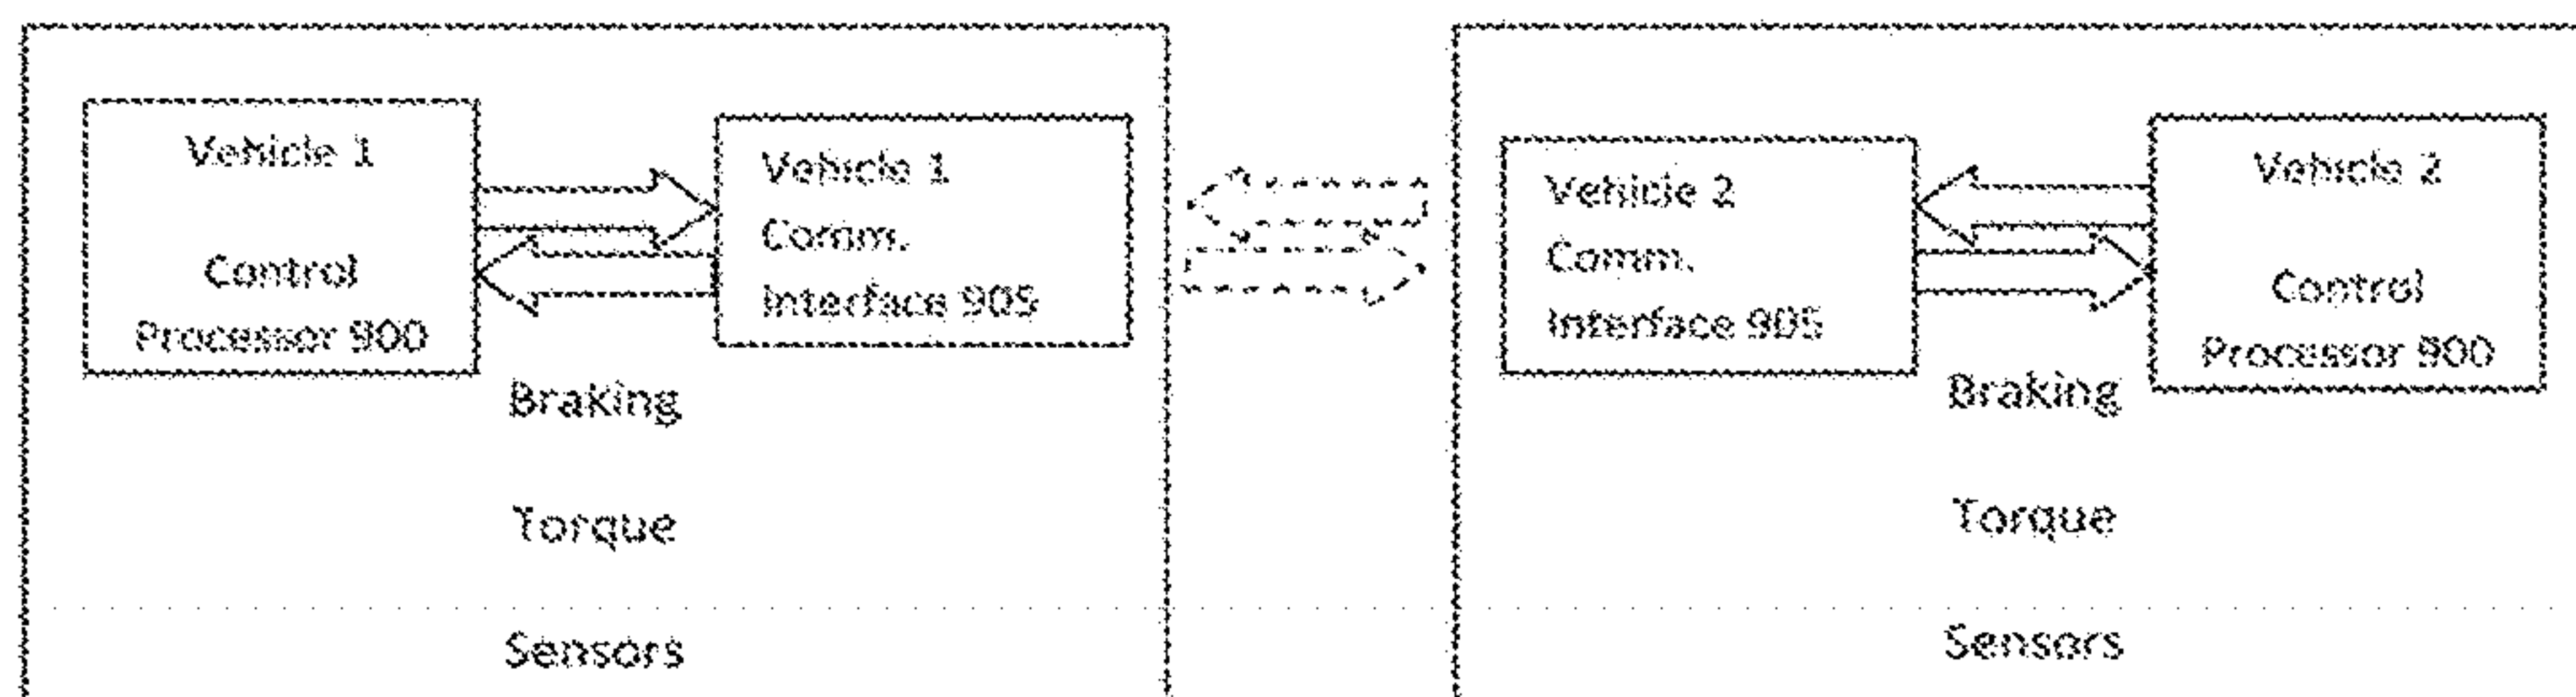 Vehicle 1
Control
Processor 900
Vehicle 1
Comm.
Interface 905
Braking
Torque
Sensors
Vehicle 2
Comm.
Interface 905
Vehicle 2
Control
Processor 900
Braking
Torque
Sensors